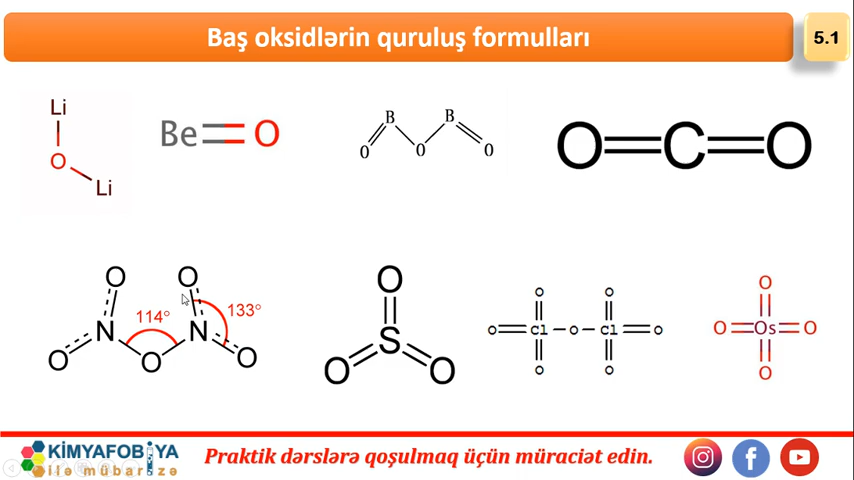 Baş oksidlərin quruluş formulları
5.1
Li
O
Li
Be=O
B B
O O O
O=C=O
O O
114° 133°
N N
O O O
O
S
O O
O O
O=Cl-O-Cl=O
O O
O
O=Os=O
O
KİMYAFOBİYA
ilə mübarizə
Praktik dərslərə qoşulmaq üçün müraciət edin.